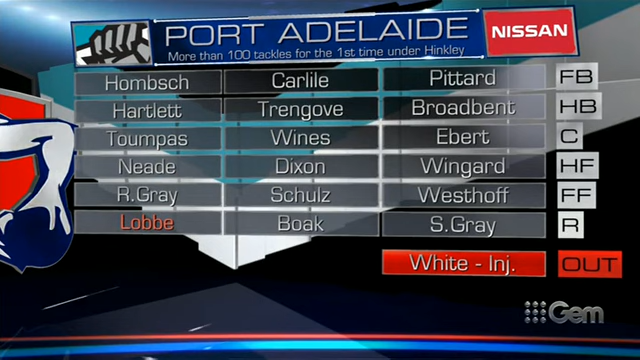 PORT ADELAIDE
More than 100 tackles for the 1st time under Hinkley
NISSAN
Hombsch Carlile Pittard FB
Hartlett Trengove Broadbent HB
Toumpas Wines Ebert C
Neade Dixon Wingard HF
R.Gray Schulz Westhoff FF
Lobbe Boak S.Gray R
White - Inj. OUT
Gem